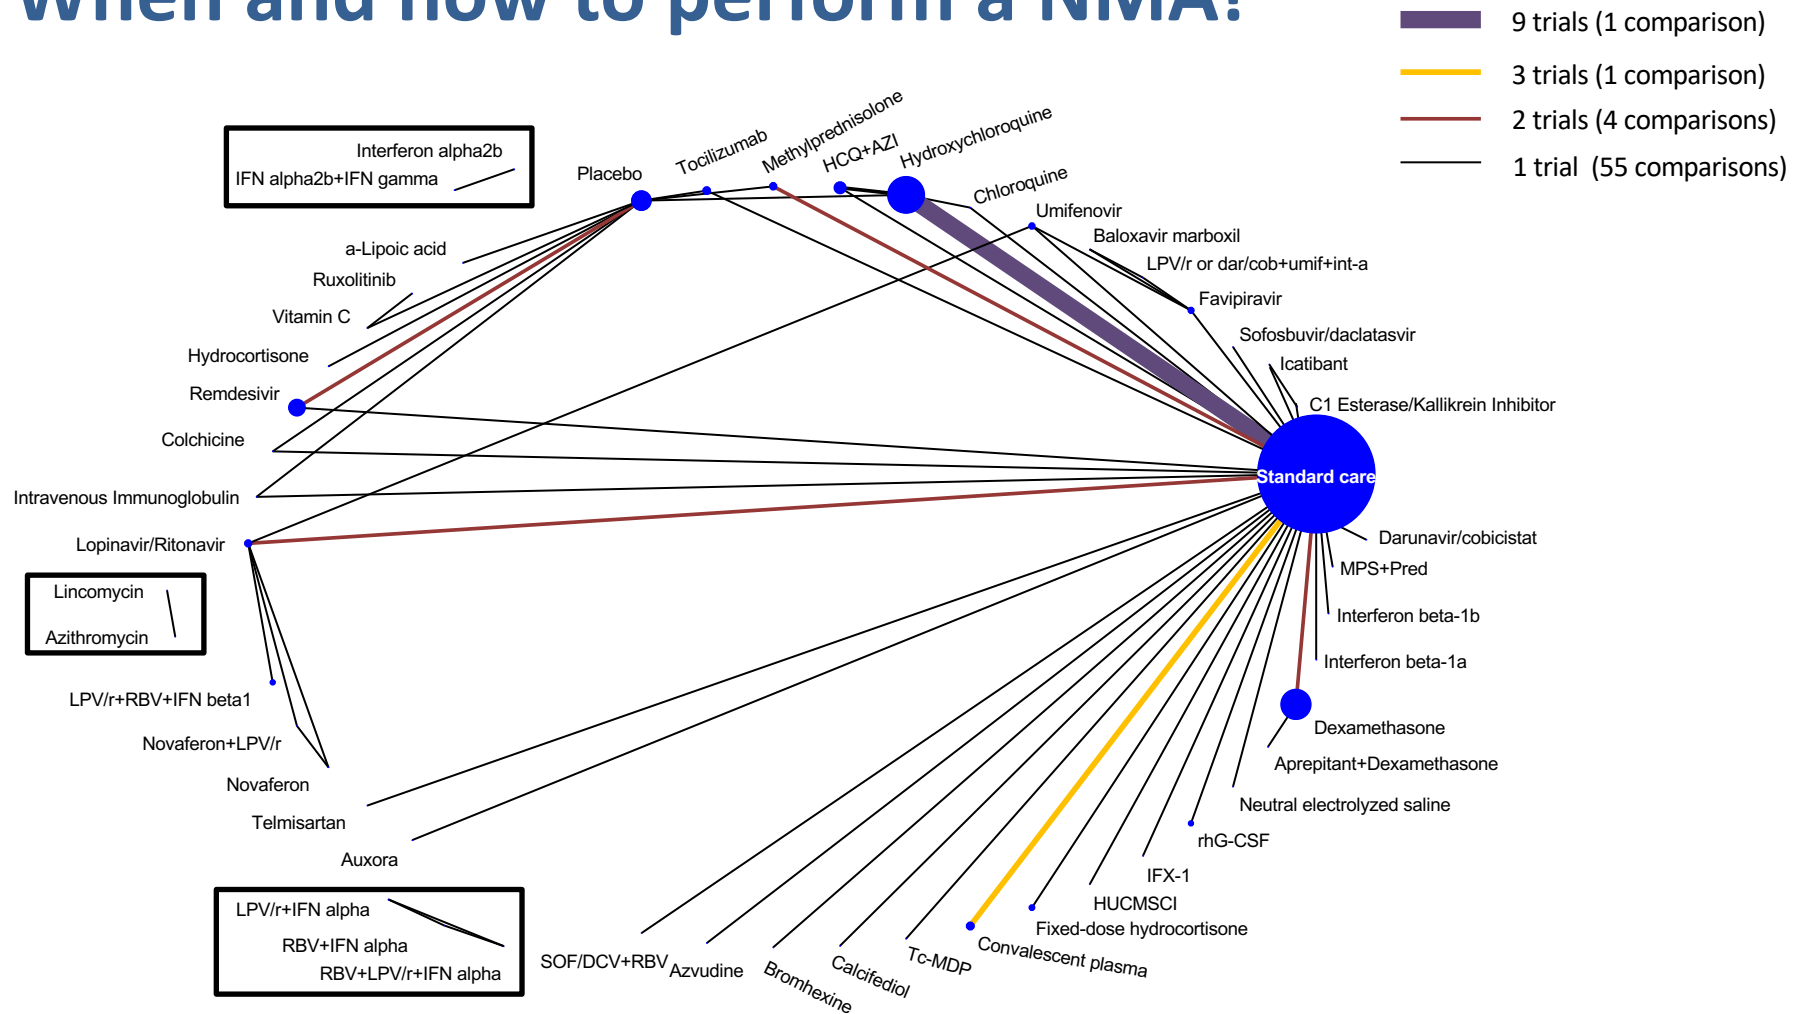 When and how to perform a NMA?
9 trials (1 comparison)
3 trials (1 comparison)
2 trials (4 comparisons)
1 trial (55 comparisons)
Interferon alpha2b
IFN alpha2b+IFN gamma
Placebo
Tocilizumab
Methylprednisolone
HCQ+AZI
Hydroxychloroquine
Chloroquine
Umifenovir
Baloxavir marboxil
LPV/r or dar/cob+umif+int-a
Favipiravir
Sofosbuvir/daclatasvir
Icatibant
C1 Esterase/Kallikrein Inhibitor
Standard care
a-Lipoic acid
Ruxolitinib
Vitamin C
Hydrocortisone
Remdesivir
Colchicine
Intravenous Immunoglobulin
Lopinavir/Ritonavir
Lincomycin
Azithromycin
LPV/r+RBV+IFN beta1
Novaferon+LPV/r
Novaferon
Telmisartan
Auxora
LPV/r+IFN alpha
RBV+IFN alpha
RBV+LPV/r+IFN alpha
SOF/DCV+RBV
Azvudine
Bromhexine
Calcifediol
Tc-MDP
Convalescent plasma
Fixed-dose hydrocortisone
HUCMSCI
IFX-1
rhG-CSF
Neutral electrolyzed saline
Aprepitant+Dexamethasone
Dexamethasone
Interferon beta-1a
Interferon beta-1b
MPS+Pred
Darunavir/cobicistat